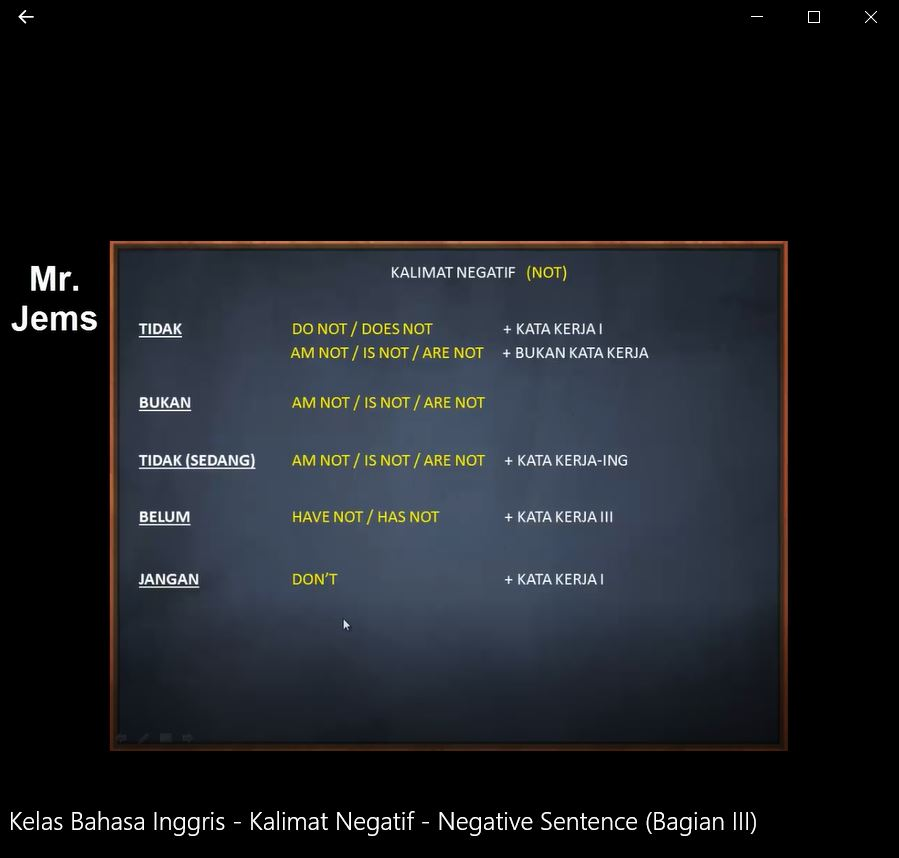 Mr.
Jems
KALIMAT NEGATIF (NOT)
TIDAK DO NOT / DOES NOT + KATA KERJA I
AM NOT / IS NOT / ARE NOT + BUKAN KATA KERJA
BUKAN AM NOT / IS NOT / ARE NOT
TIDAK (SEDANG) AM NOT / IS NOT / ARE NOT + KATA KERJA-ING
BELUM HAVE NOT / HAS NOT + KATA KERJA III
JANGAN DON'T + KATA KERJA I
Kelas Bahasa Inggris - Kalimat Negatif - Negative Sentence (Bagian III)